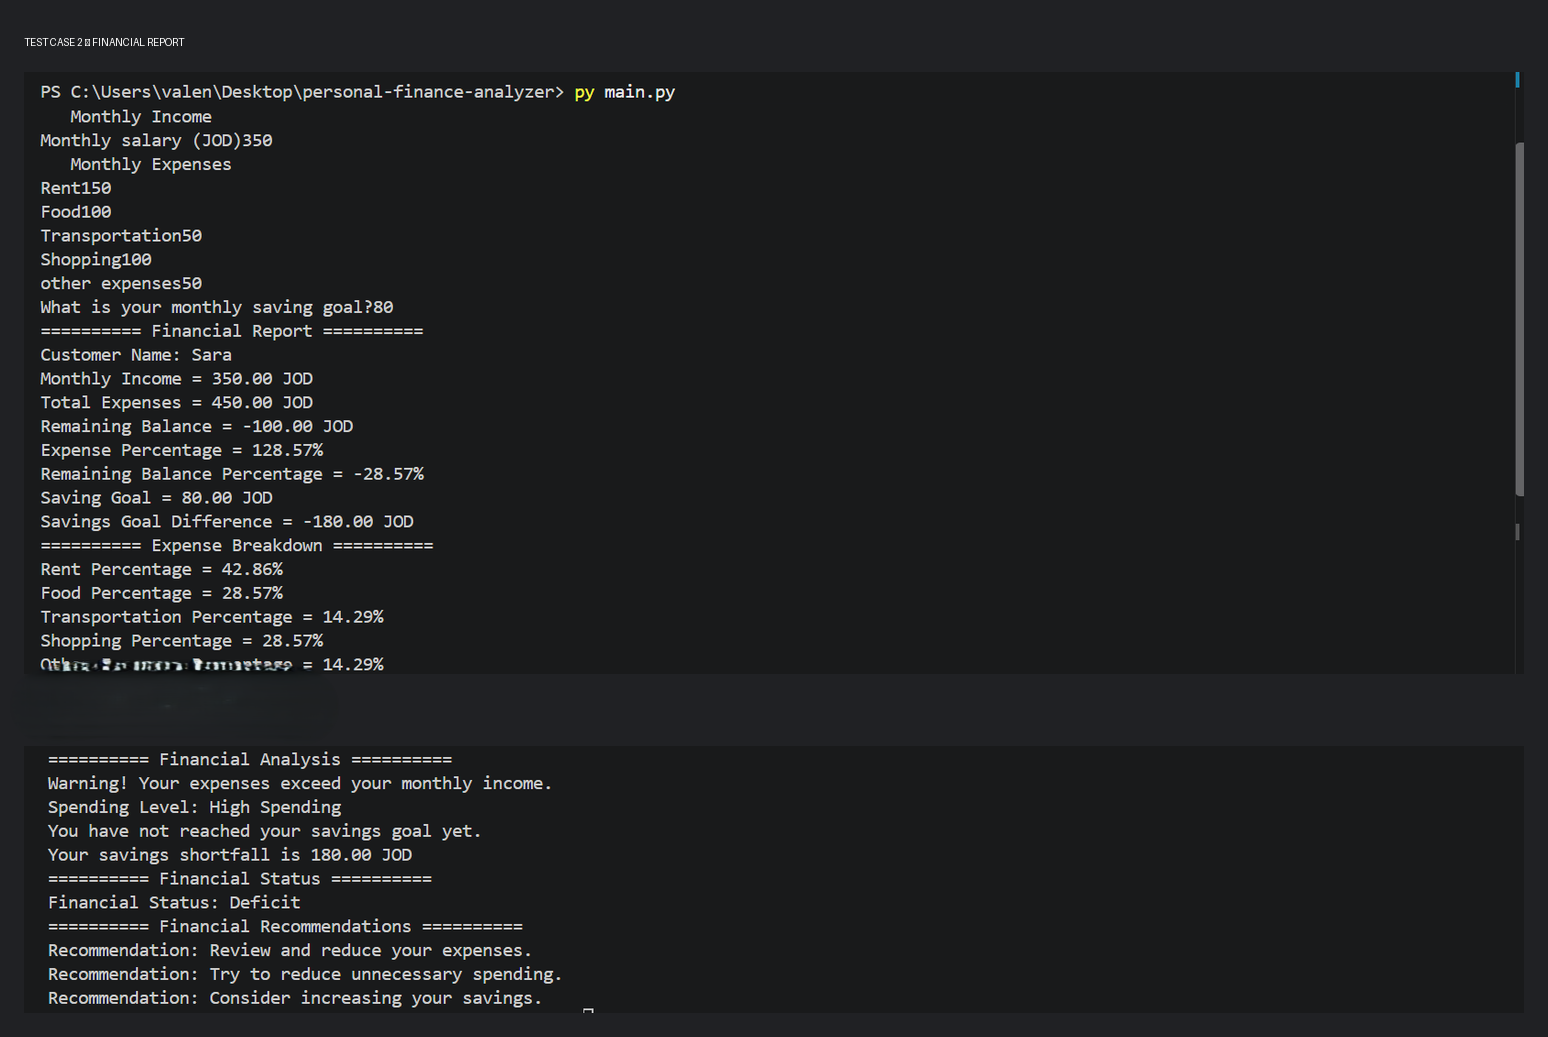 TEST CASE 2 FINANCIAL REPORT
PS C:\Users\valen\Desktop\personal-finance-analyzer> py main.py
Monthly Income
Monthly salary (JOD)350
Monthly Expenses
Rent150
Food100
Transportation50
Shopping100
other expenses50
What is your monthly saving goal?80
========== Financial Report ==========
Customer Name: Sara
Monthly Income = 350.00 JOD
Total Expenses = 450.00 JOD
Remaining Balance = -100.00 JOD
Expense Percentage = 128.57%
Remaining Balance Percentage = -28.57%
Saving Goal = 80.00 JOD
Savings Goal Difference = -180.00 JOD
========== Expense Breakdown ==========
Rent Percentage = 42.86%
Food Percentage = 28.57%
Transportation Percentage = 14.29%
Shopping Percentage = 28.57%
= 14.29%
========== Financial Analysis ==========
Warning! Your expenses exceed your monthly income.
Spending Level: High Spending
You have not reached your savings goal yet.
Your savings shortfall is 180.00 JOD
========== Financial Status ==========
Financial Status: Deficit
========== Financial Recommendations ==========
Recommendation: Review and reduce your expenses.
Recommendation: Try to reduce unnecessary spending.
Recommendation: Consider increasing your savings.